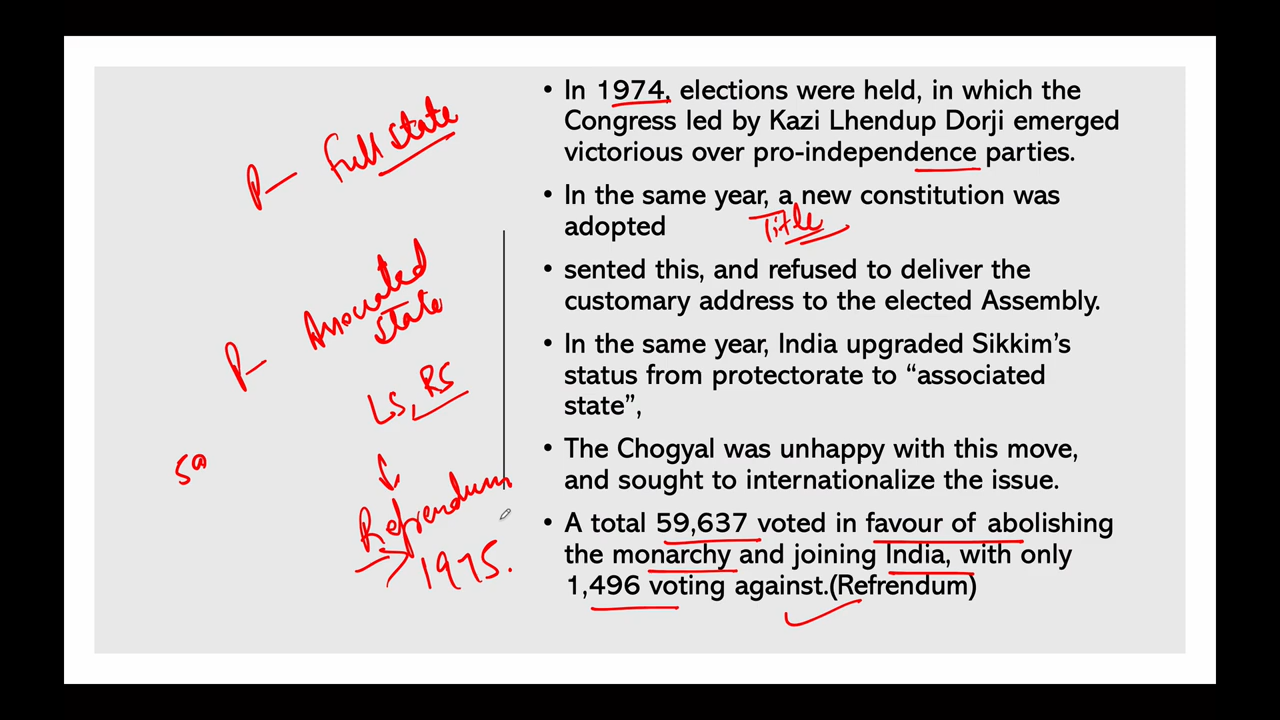 P- Full state
P- Associated
state
LS, RS
59
Refrendum
1975.
• In 1974, elections were held, in which the
Congress led by Kazi Lhendup Dorji emerged
victorious over pro-independence parties.
• In the same year, a new constitution was
adopted
Title
• sented this, and refused to deliver the
customary address to the elected Assembly.
• In the same year, India upgraded Sikkim’s
status from protectorate to “associated
state”,
• The Chogyal was unhappy with this move,
and sought to internationalize the issue.
• A total 59,637 voted in favour of abolishing
the monarchy and joining India, with only
1,496 voting against.(Refrendum)